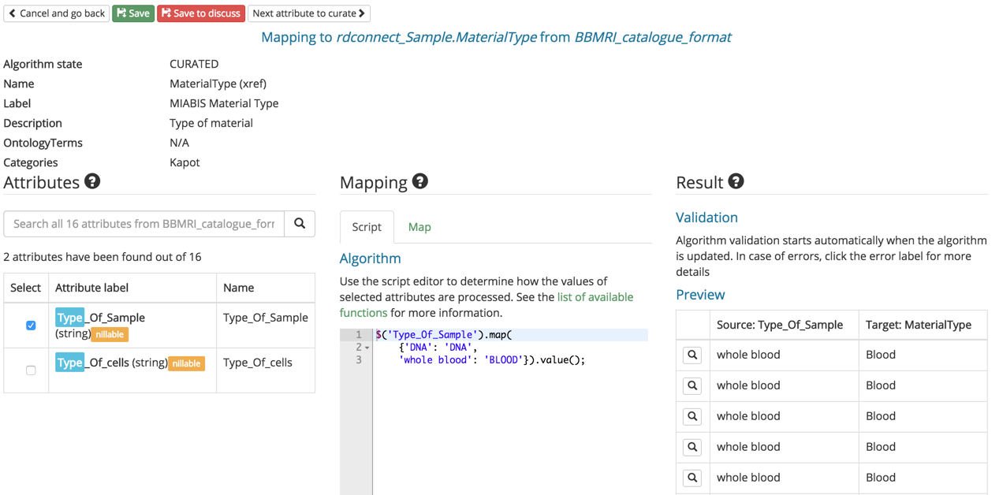 Cancel and go back Save Save to discuss Next attribute to curate
Mapping to rdconnect_Sample.MaterialType from BBMRI_catalogue_format
Algorithm state CURATED
Name MaterialType (xref)
Label MIABIS Material Type
Description Type of material
OntologyTerms N/A
Categories Kapot
Attributes ?
Search all 16 attributes from BBMRI_catalogue_forr
2 attributes have been found out of 16
Select Attribute label Name
Type_Of_Sample Type_Of_Sample
(string) nillable
Type_Of_cells (string) nillable Type_Of_cells
Mapping ?
Script Map
Algorithm
Use the script editor to determine how the values of
selected attributes are processed. See the list of available
functions for more information.
1 $('Type_Of_Sample').map(
2 {'DNA': 'DNA',
3 'whole blood': 'BLOOD'}).value();
Result ?
Validation
Algorithm validation starts automatically when the algorithm
is updated. In case of errors, click the error label for more
details
Preview
Source: Type_Of_Sample Target: MaterialType
whole blood Blood
whole blood Blood
whole blood Blood
whole blood Blood
whole blood Blood